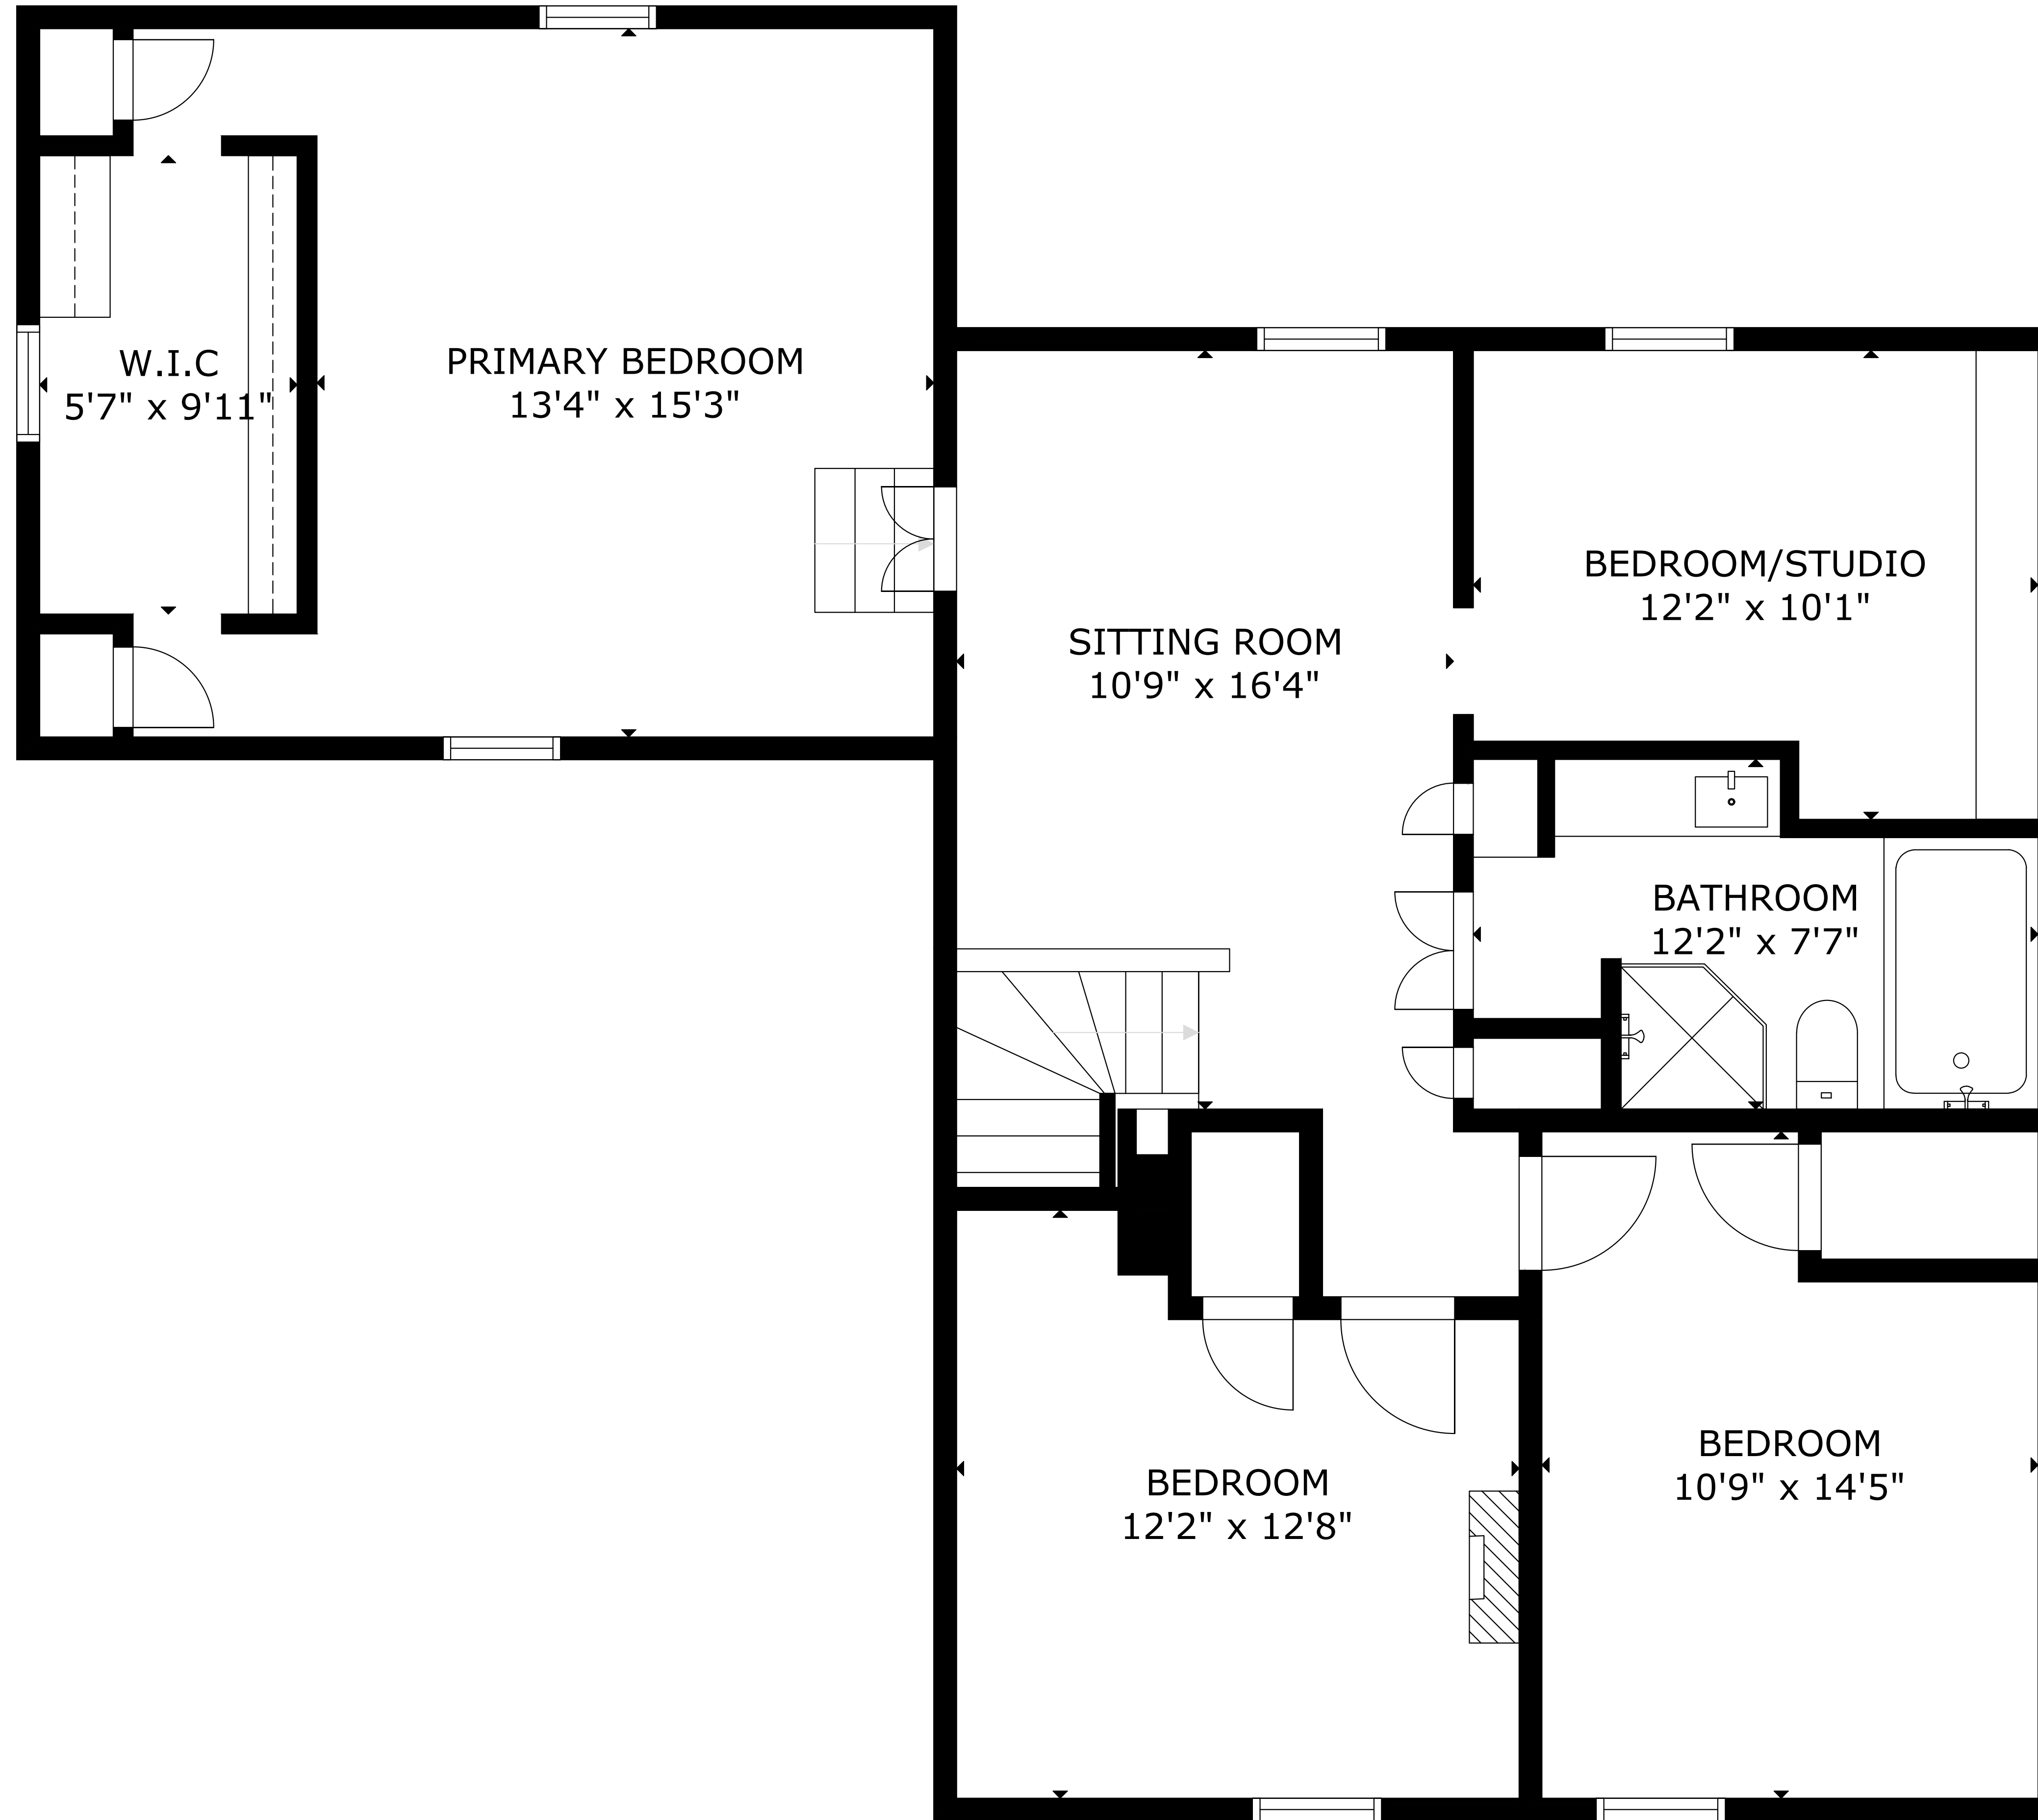 W.I.C
5'7" x 9'11"
PRIMARY BEDROOM
13'4" x 15'3"
SITTING ROOM
10'9" x 16'4"
BEDROOM/STUDIO
12'2" x 10'1"
BATHROOM
12'2" x 7'7"
BEDROOM
12'2" x 12'8"
BEDROOM
10'9" x 14'5"